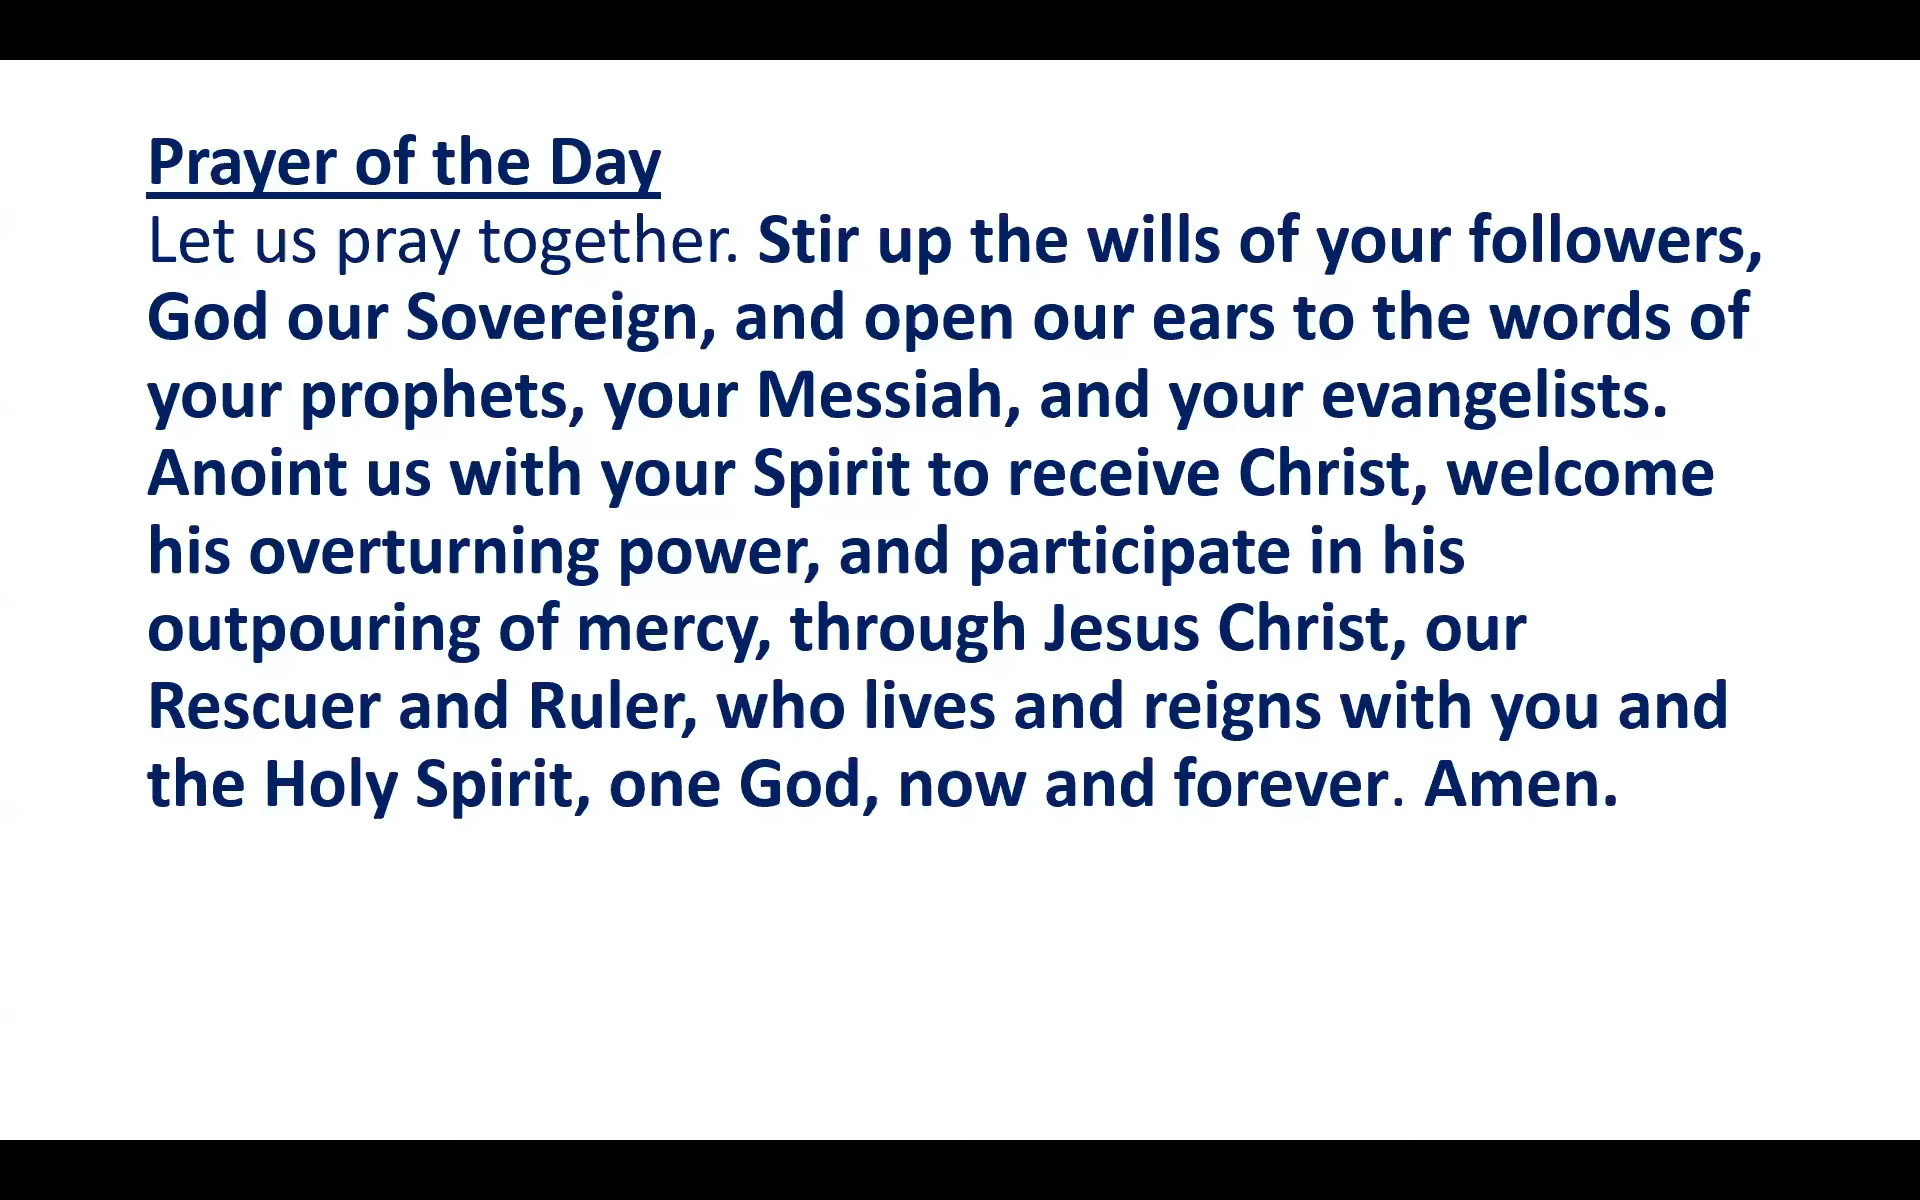 Prayer of the Day
Let us pray together. Stir up the wills of your followers,
God our Sovereign, and open our ears to the words of
your prophets, your Messiah, and your evangelists.
Anoint us with your Spirit to receive Christ, welcome
his overturning power, and participate in his
outpouring of mercy, through Jesus Christ, our
Rescuer and Ruler, who lives and reigns with you and
the Holy Spirit, one God, now and forever. Amen.